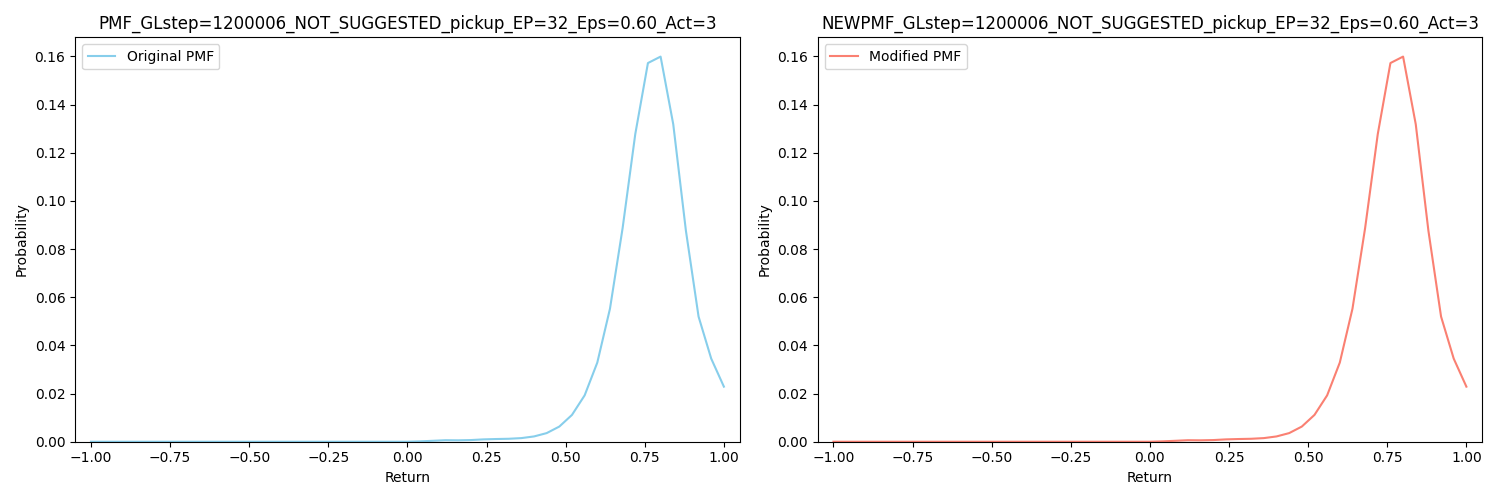 PMF_GLstep=1200006_NOT_SUGGESTED_pickup_EP=32_Eps=0.60_Act=3
Original PMF
0.16
0.14
0.12
0.10
0.08
0.06
0.04
0.02
0.00
Probability
−1.00 −0.75 −0.50 −0.25 0.00 0.25 0.50 0.75 1.00
Return
NEWPMF_GLstep=1200006_NOT_SUGGESTED_pickup_EP=32_Eps=0.60_Act=3
Modified PMF
0.16
0.14
0.12
0.10
0.08
0.06
0.04
0.02
0.00
Probability
−1.00 −0.75 −0.50 −0.25 0.00 0.25 0.50 0.75 1.00
Return